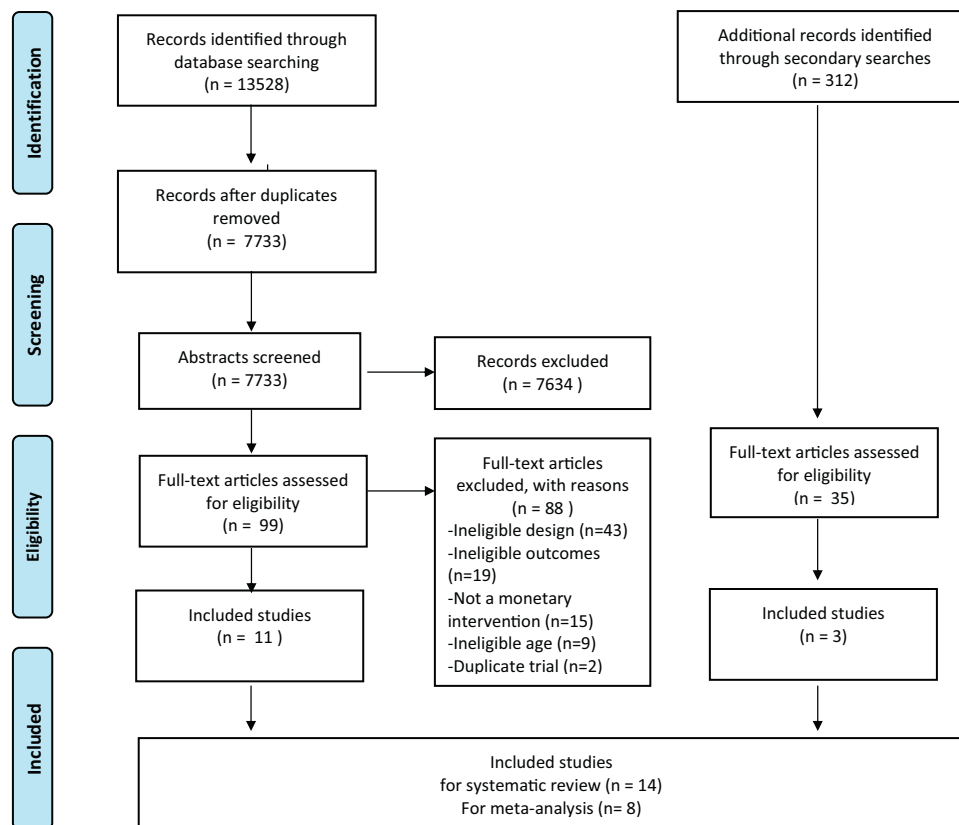 Identification
Records identified through
database searching
(n = 13528)
Additional records identified
through secondary searches
(n = 312)
Records after duplicates
removed
(n = 7733)
Screening
Abstracts screened
(n = 7733)
Records excluded
(n = 7634 )
Eligibility
Full-text articles assessed
for eligibility
(n = 99)
Full-text articles
excluded, with reasons
(n = 88 )
-Ineligible design (n=43)
-Ineligible outcomes
(n=19)
-Not a monetary
intervention (n=15)
-Ineligible age (n=9)
-Duplicate trial (n=2)
Full-text articles assessed
for eligibility
(n = 35)
Included studies
(n = 11 )
Included studies
(n = 3)
Included
Included studies
for systematic review (n = 14)
For meta-analysis (n= 8)